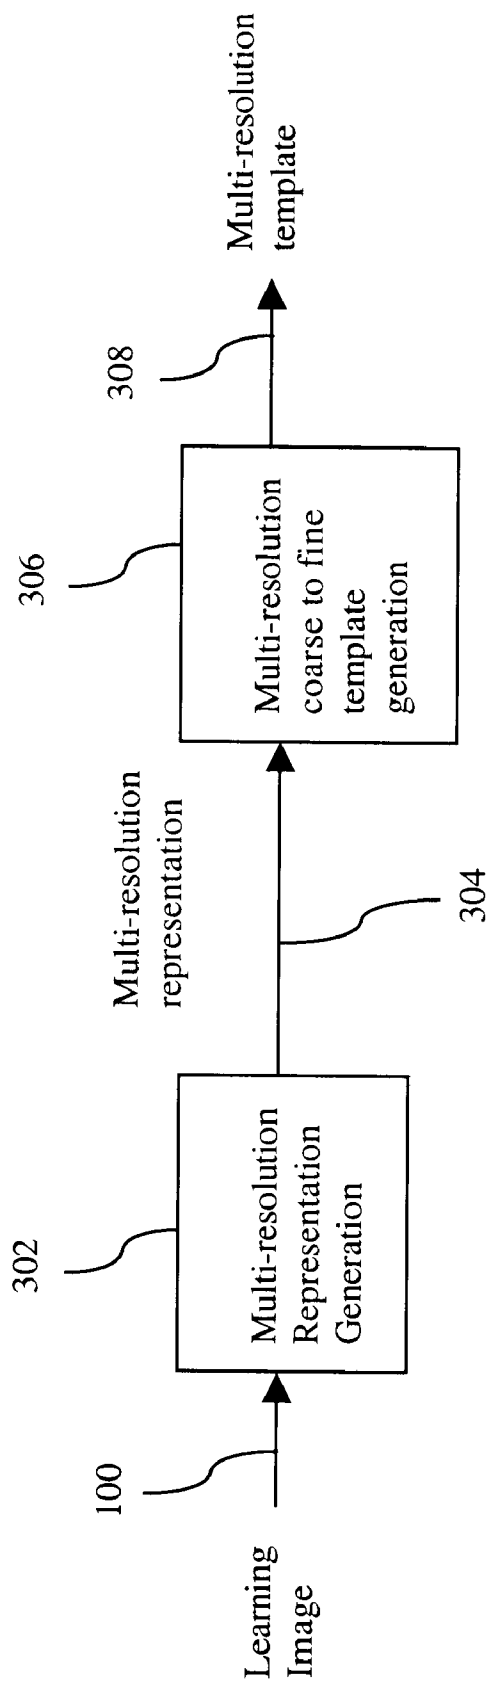 Learning
Image
100
302
Multi-resolution
Representation
Generation
Multi-resolution
representation
304
306
Multi-resolution
coarse to fine
template
generation
308
Multi-resolution
template